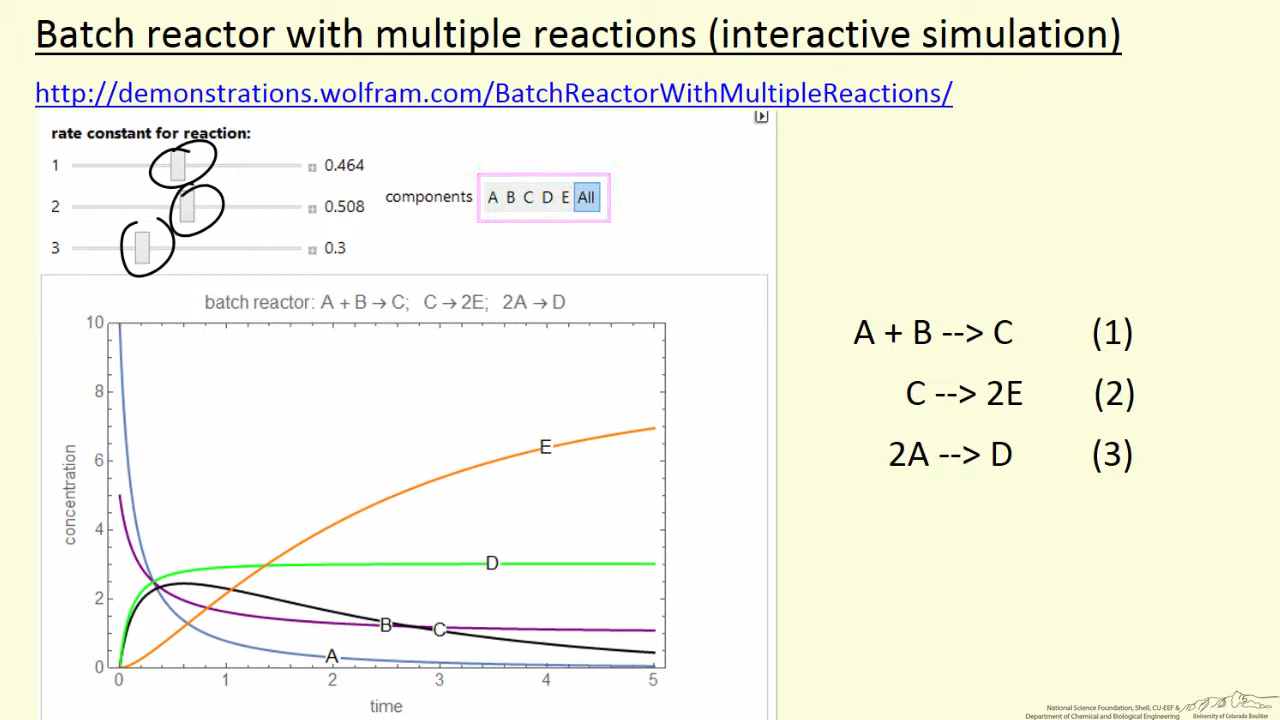 Batch reactor with multiple reactions (interactive simulation)
http://demonstrations.wolfram.com/BatchReactorWithMultipleReactions/
rate constant for reaction:
1 0.464
2 0.508
3 0.3
components A B C D E All
batch reactor: A + B → C; C → 2E; 2A → D
concentration
10
8
6
4
2
0
E
D
B
C
A
0 1 2 3 4 5
time
A + B --> C (1)
C --> 2E (2)
2A --> D (3)
National Science Foundation, Shell, CU-EEF &
Department of Chemical and Biological Engineering
University of Colorado Boulder